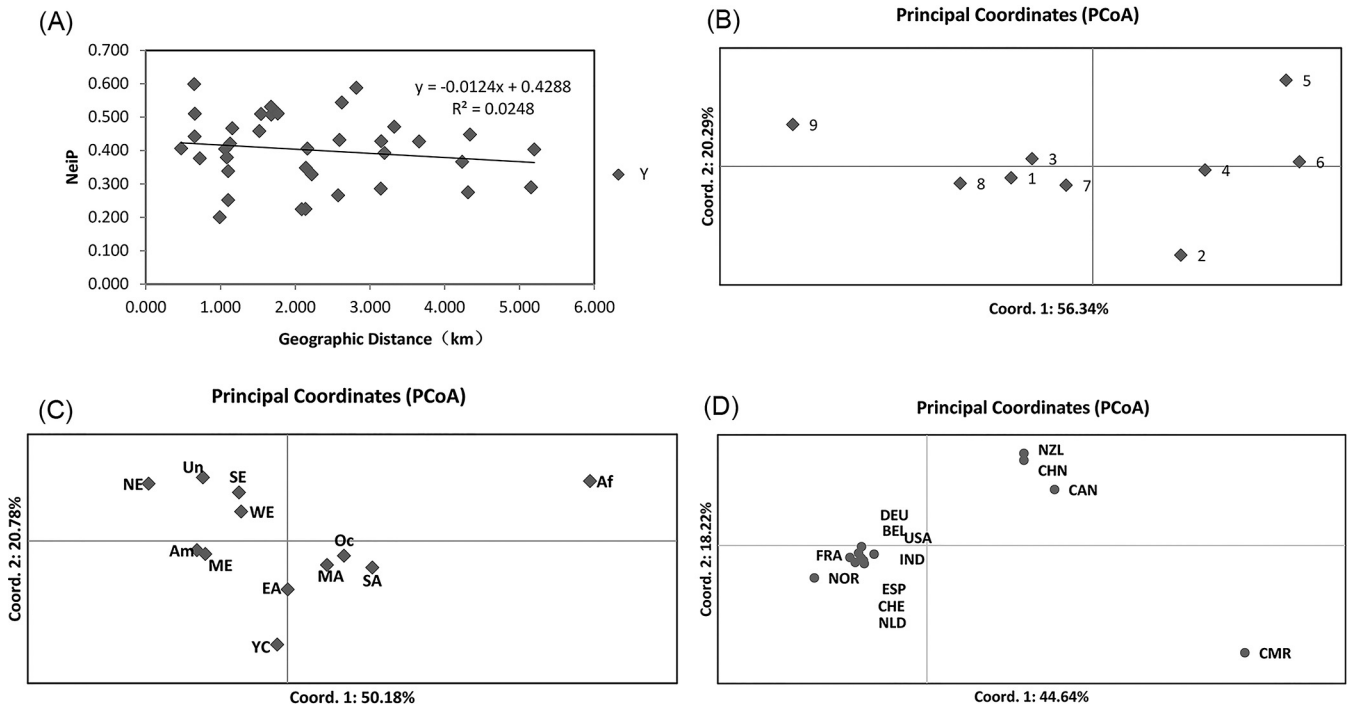 (A)
0.700
0.600
0.500
0.400
0.300
0.200
0.100
0.000
NeiP
y = -0.0124x + 0.4288
R² = 0.0248
Y
0.000 1.000 2.000 3.000 4.000 5.000 6.000
Geographic Distance（km）
(B)
Principal Coordinates (PCoA)
Coord. 2: 20.29%
5
9
3
6
4
8
1
7
2
Coord. 1: 56.34%
(C)
Principal Coordinates (PCoA)
Coord. 2: 20.78%
Un
NE
SE
Af
WE
Oc
Am
ME
MA
SA
EA
YC
Coord. 1: 50.18%
(D)
Principal Coordinates (PCoA)
Coord. 2: 18.22%
NZL
CHN
CAN
DEU
BEL
USA
FRA
IND
NOR
ESP
CHE
NLD
CMR
Coord. 1: 44.64%